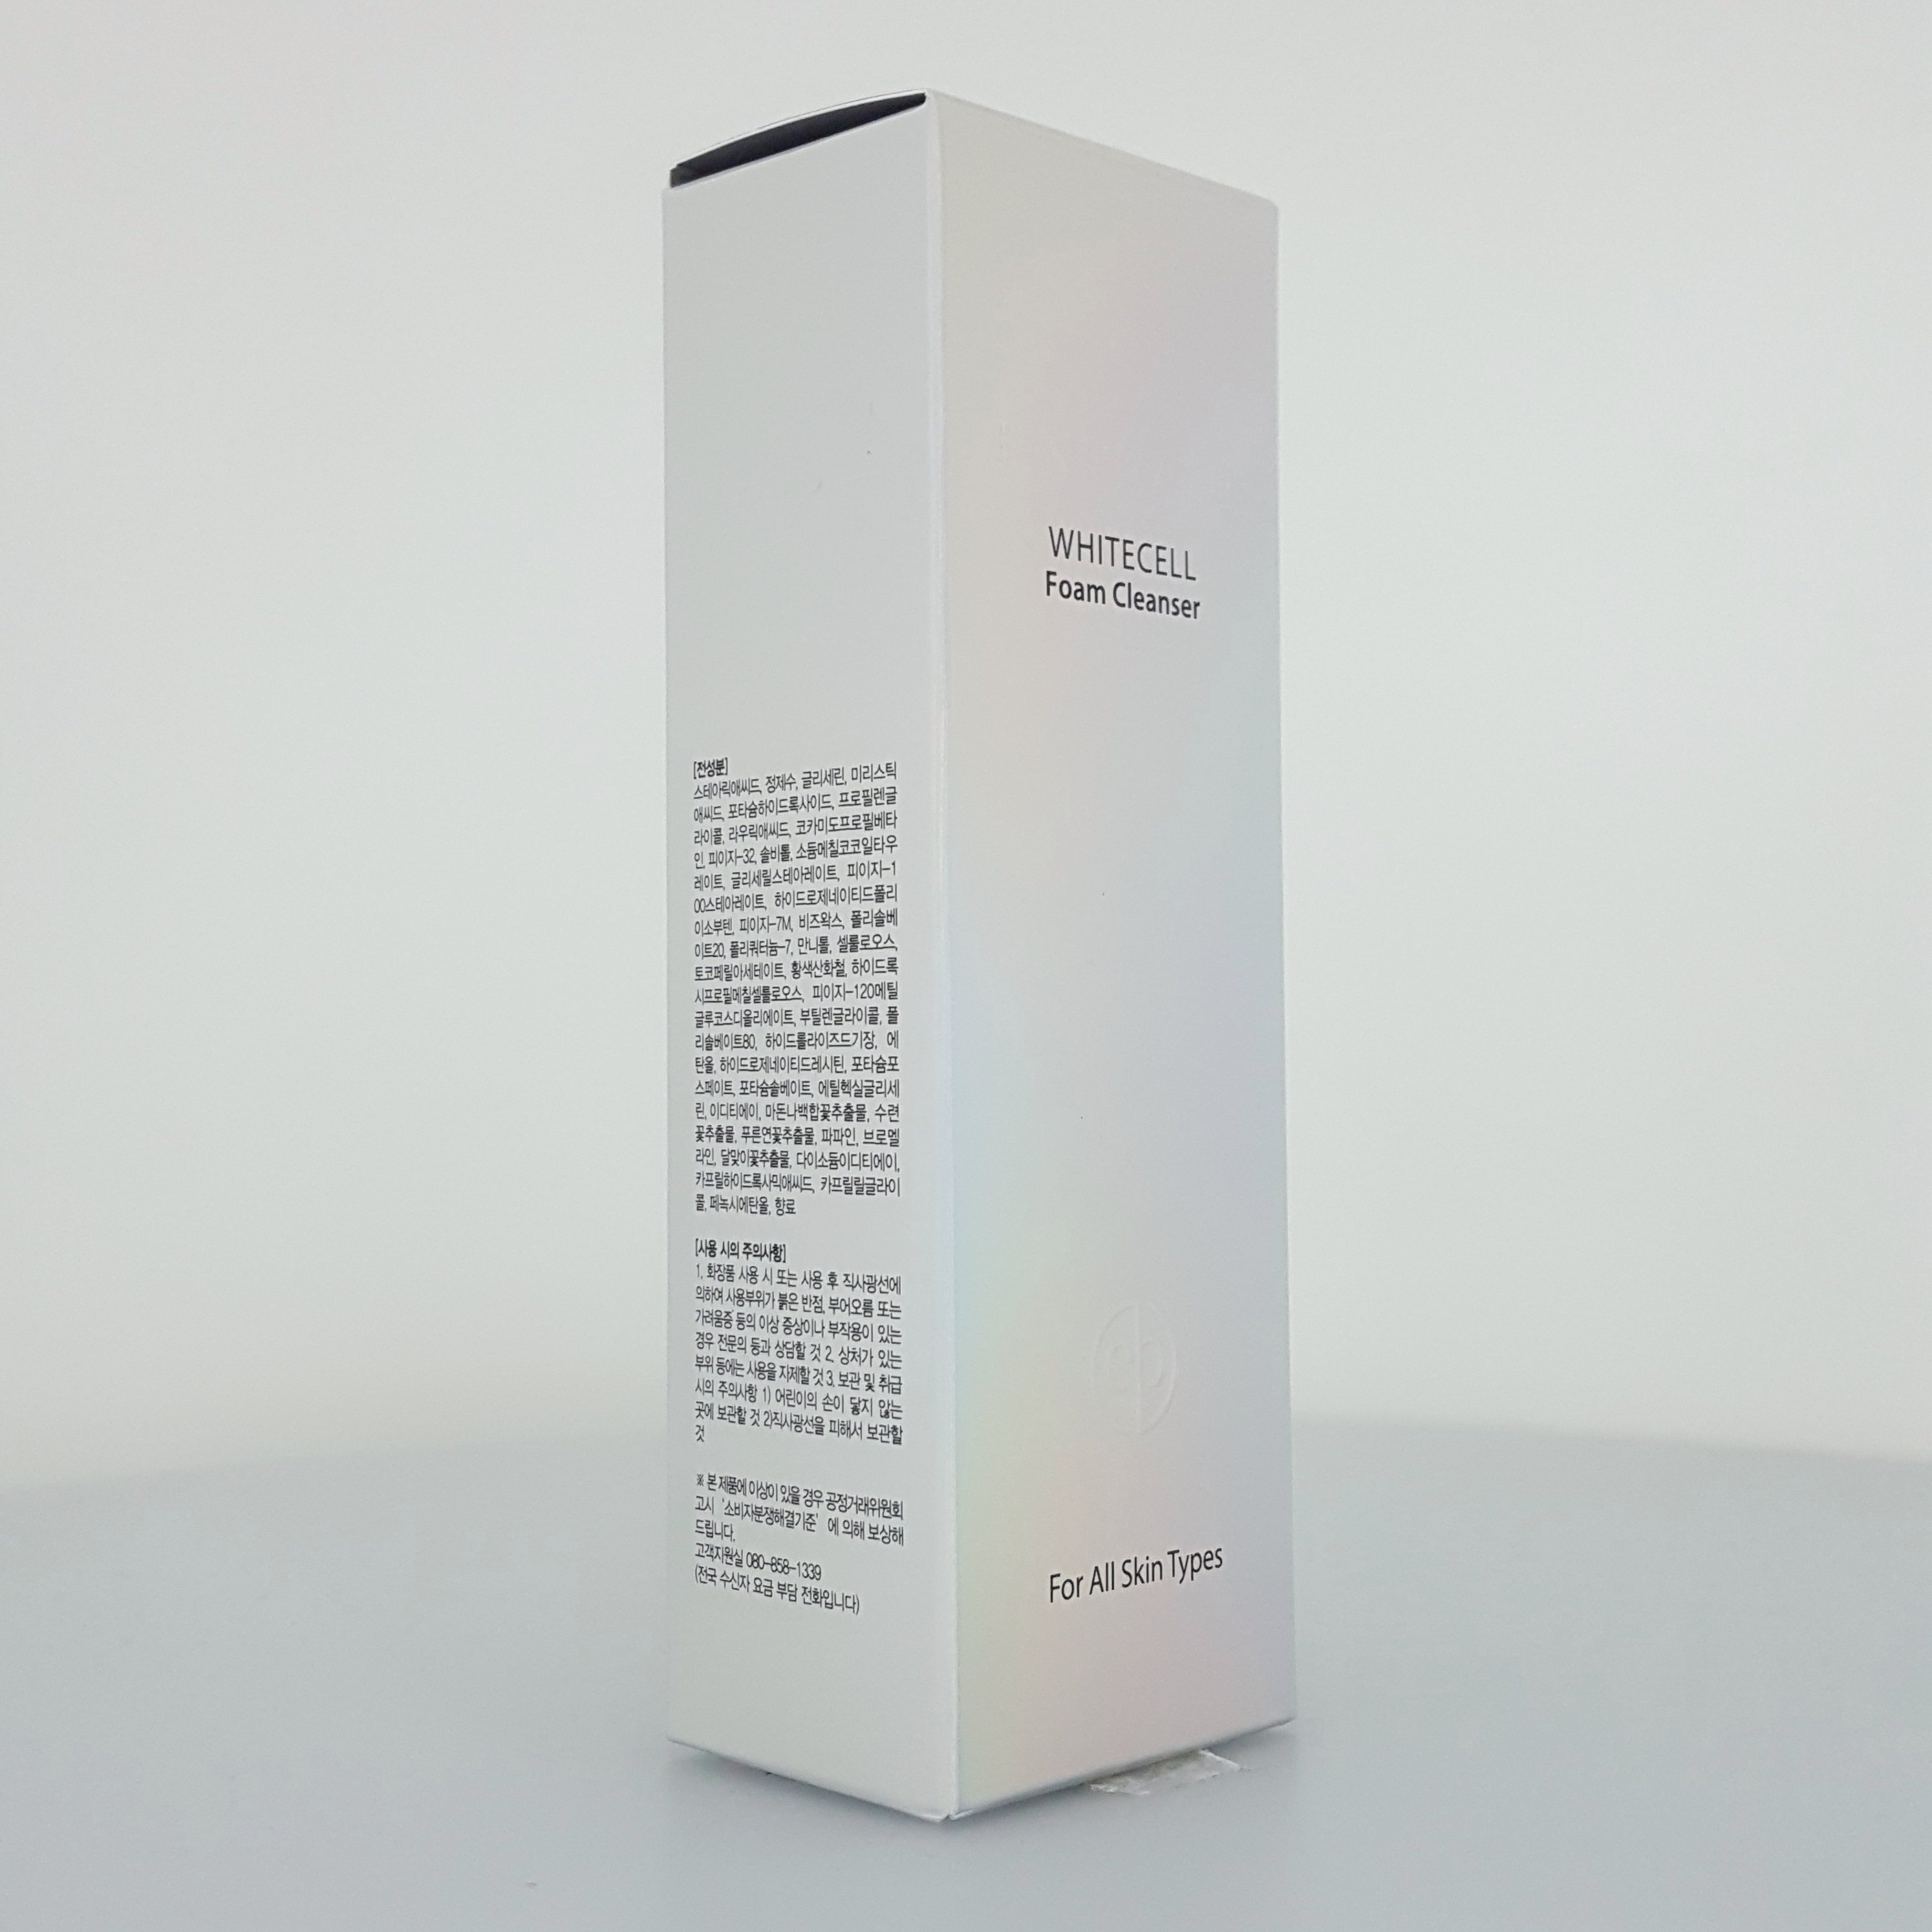 [전성분]
스테아릭애씨드, 정제수, 글리세린, 미리스틱
애씨드, 포타슘하이드록사이드, 프로필렌글
라이콜, 라우릭애씨드, 코카미도프로필베타
인, 피이지-32, 솔비톨, 소듐메칠코코일타우
레이트, 글리세릴스테아레이트, 피이지-1
00스테아레이트, 하이드로제네이티드폴리
이소부텐, 피이지-7M, 비즈왁스, 폴리솔베
이트20, 폴리쿼터늄-7, 만니톨, 셀룰로오스,
토코페릴아세테이트, 황색산화철, 하이드록
시프로필메칠셀룰로오스, 피이지-120메틸
글루코스디올리에이트, 부틸렌글라이콜, 폴
리솔베이트80, 하이드롤라이즈드기장, 에
탄올, 하이드로제네이티드레시틴, 포타슘포
스페이트, 포타슘솔베이트, 에틸헥실글리세
린, 이디티에이, 마돈나백합꽃추출물, 수련
꽃추출물, 푸른연꽃추출물, 파파인, 브로멜
라인, 달맞이꽃추출물, 다이소듐이디티에이,
카프릴하이드록사믹애씨드, 카프릴릴글라이
콜, 페녹시에탄올, 향료
[사용 시의 주의사항]
1. 화장품 사용 시 또는 사용 후 직사광선에
의하여 사용부위가 붉은 반점, 부어오름 또는
가려움증 등의 이상 증상이나 부작용이 있는
경우 전문의 등과 상담할 것 2. 상처가 있는
부위 등에는 사용을 자제할 것 3. 보관 및 취급
시의 주의사항 1) 어린이의 손이 닿지 않는
곳에 보관할 것 2)직사광선을 피해서 보관할
것
※ 본 제품에 이상이 있을 경우 공정거래위원회
고시 '소비자분쟁해결기준' 에 의해 보상해
드립니다.
고객지원실 080-858-1339
(전국 수신자 요금 부담 전화입니다)
WHITECELL
Foam Cleanser
For All Skin Types